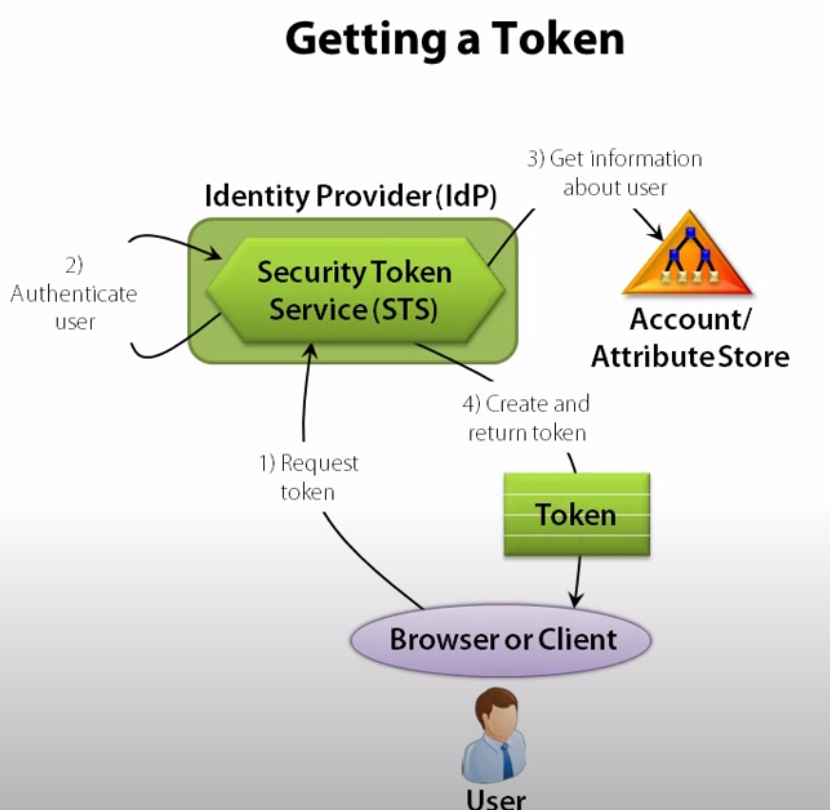 Getting a Token
3) Get information
about user
Identity Provider (IdP)
2)
Authenticate
user
Security Token
Service (STS)
Account/
Attribute Store
4) Create and
return token
1) Request
token
Token
Browser or Client
User